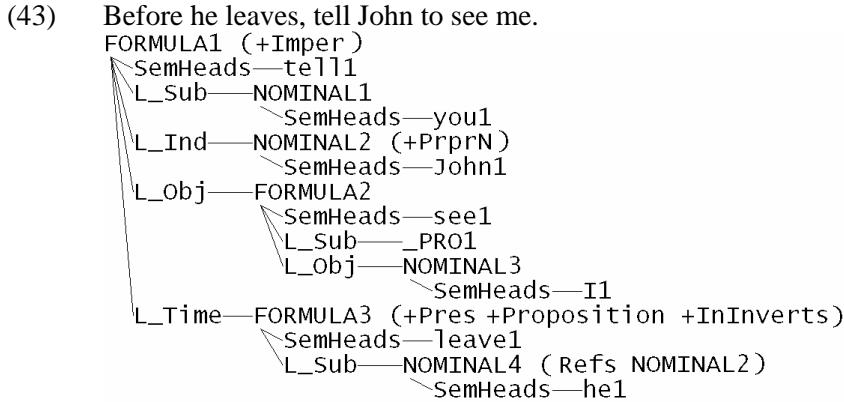 (43) Before he leaves, tell John to see me.
FORMULA1 (+Imper)
SemHeads—tell1
L_Sub—NOMINAL1
SemHeads—you1
L_Ind—NOMINAL2 (+PrprN)
SemHeads—John1
L_Obj—FORMULA2
SemHeads—see1
L_Sub—_PRO1
L_Obj—NOMINAL3
SemHeads—I1
L_Time—FORMULA3 (+Pres +Proposition +InInverts)
SemHeads—leave1
L_Sub—NOMINAL4 (Refs NOMINAL2)
SemHeads—he1